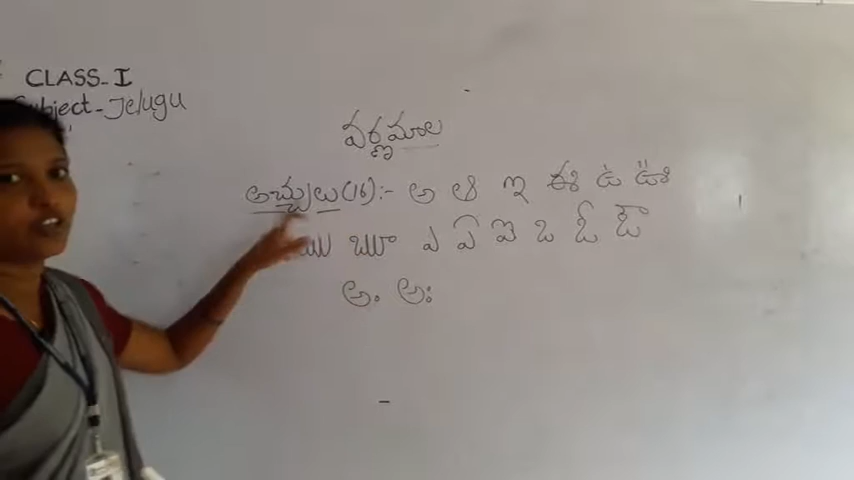 CLASS-I
Subject-Telugu
వర్ణమాల
అచ్చులు(16):- అ ఆ ఇ ఈ ఉ ఊ
ఋ ౠ ఎ ఏ ఐ ఒ ఓ ఔ
అం అః